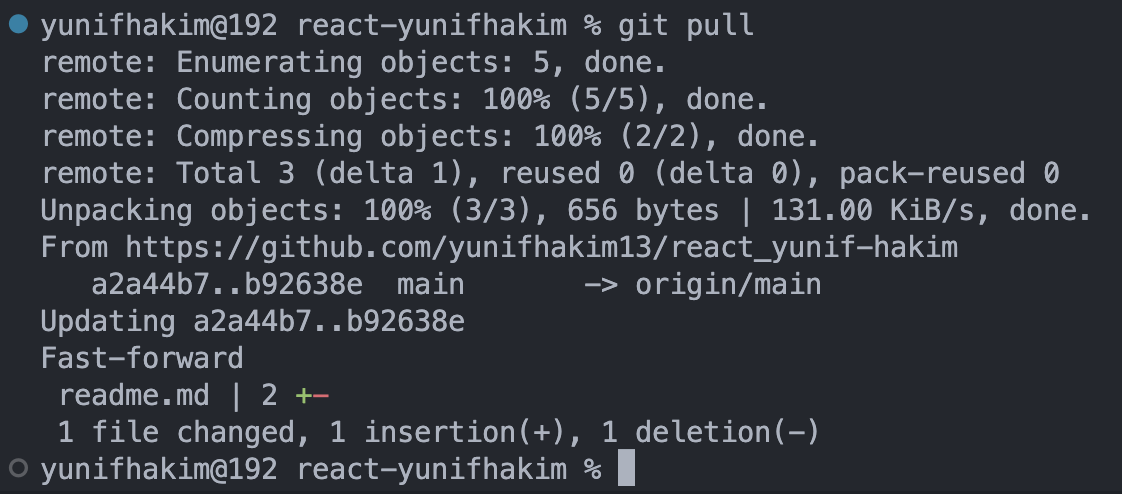 yunifhakim@192 react-yunifhakim % git pull
remote: Enumerating objects: 5, done.
remote: Counting objects: 100% (5/5), done.
remote: Compressing objects: 100% (2/2), done.
remote: Total 3 (delta 1), reused 0 (delta 0), pack-reused 0
Unpacking objects: 100% (3/3), 656 bytes | 131.00 KiB/s, done.
From https://github.com/yunifhakim13/react_yunif-hakim
   a2a44b7..b92638e  main       -> origin/main
Updating a2a44b7..b92638e
Fast-forward
 readme.md | 2 +-
 1 file changed, 1 insertion(+), 1 deletion(-)
yunifhakim@192 react-yunifhakim %